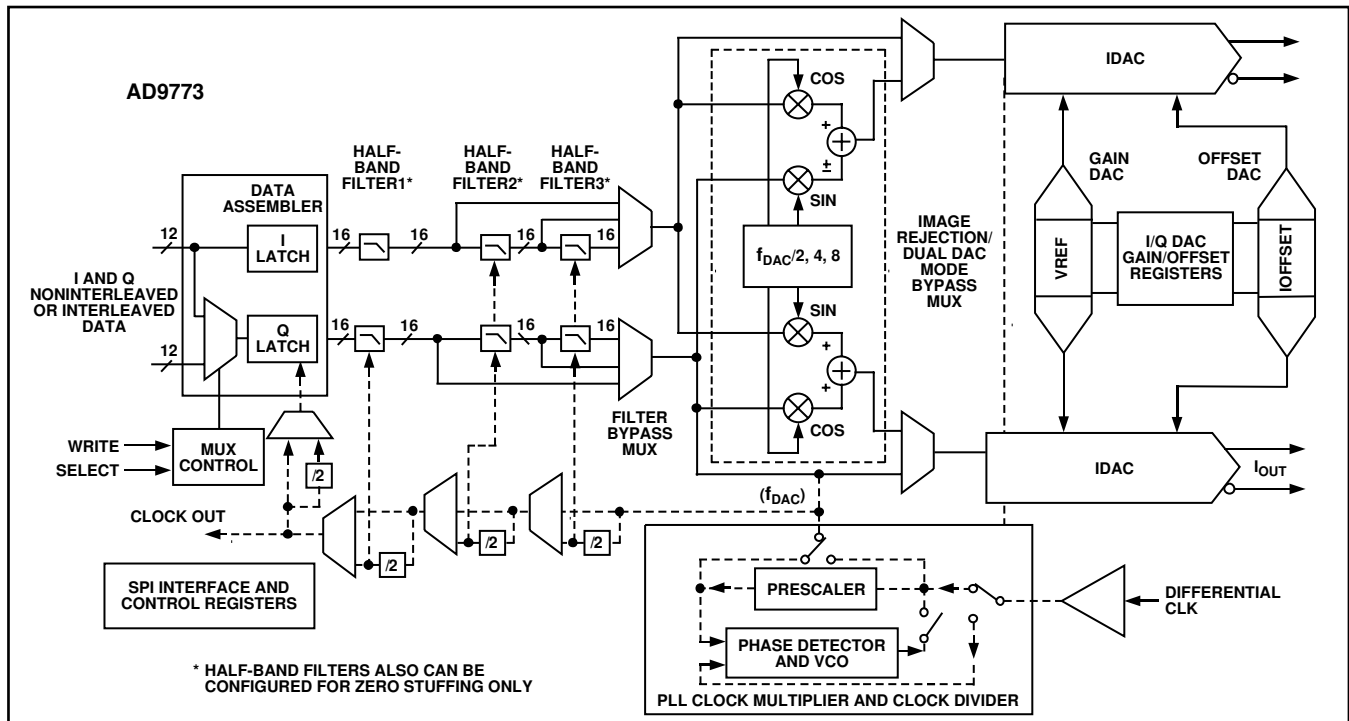 AD9773
HALF-
BAND
FILTER1*
HALF-
BAND
FILTER2*
HALF-
BAND
FILTER3*
DATA
ASSEMBLER
12
I
LATCH
16
16
16
16
I AND Q
NONINTERLEAVED
OR INTERLEAVED
DATA
12
Q
LATCH
16
16
16
16
FILTER
BYPASS
MUX
WRITE
SELECT
MUX
CONTROL
/2
CLOCK OUT
/2
/2
/2
(fDAC)
SPI INTERFACE AND
CONTROL REGISTERS
* HALF-BAND FILTERS ALSO CAN BE
CONFIGURED FOR ZERO STUFFING ONLY
COS
+
±
SIN
fDAC/2, 4, 8
SIN
+
+
COS
IMAGE
REJECTION/
DUAL DAC
MODE
BYPASS
MUX
IDAC
GAIN
DAC
OFFSET
DAC
VREF
I/Q DAC
GAIN/OFFSET
REGISTERS
IOFFSET
IDAC
IOUT
PRESCALER
PHASE DETECTOR
AND VCO
PLL CLOCK MULTIPLIER AND CLOCK DIVIDER
DIFFERENTIAL
CLK